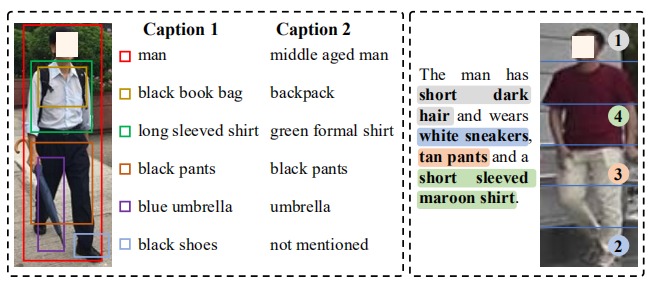 Caption 1 Caption 2
man middle aged man
black book bag backpack
long sleeved shirt green formal shirt
black pants black pants
blue umbrella umbrella
black shoes not mentioned
The man has
short dark
hair and wears
white sneakers,
tan pants and a
short sleeved
maroon shirt.
1
4
3
2